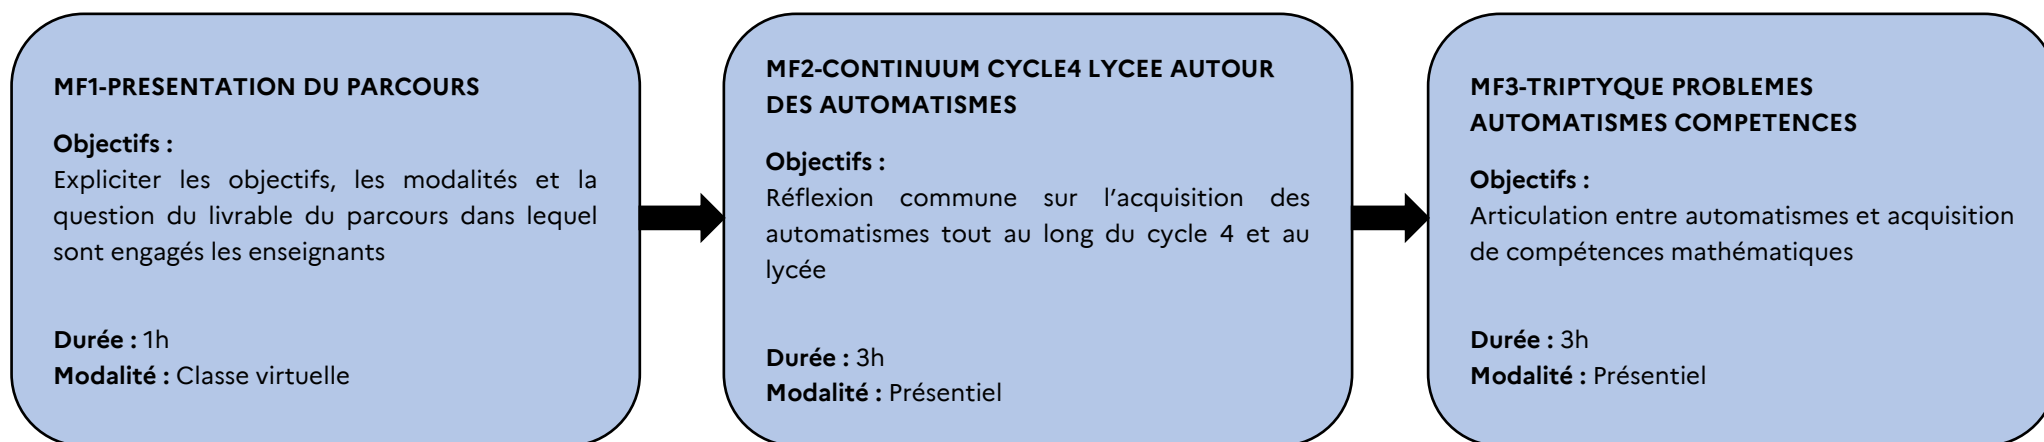 MF1-PRESENTATION DU PARCOURS
Objectifs :
Expliciter les objectifs, les modalités et la
question du livrable du parcours dans lequel
sont engagés les enseignants
Durée : 1h
Modalité : Classe virtuelle
MF2-CONTINUUM CYCLE4 LYCEE AUTOUR
DES AUTOMATISMES
Objectifs :
Réflexion commune sur l’acquisition des
automatismes tout au long du cycle 4 et au
lycée
Durée : 3h
Modalité : Présentiel
MF3-TRIPTYQUE PROBLEMES
AUTOMATISMES COMPETENCES
Objectifs :
Articulation entre automatismes et acquisition
de compétences mathématiques
Durée : 3h
Modalité : Présentiel